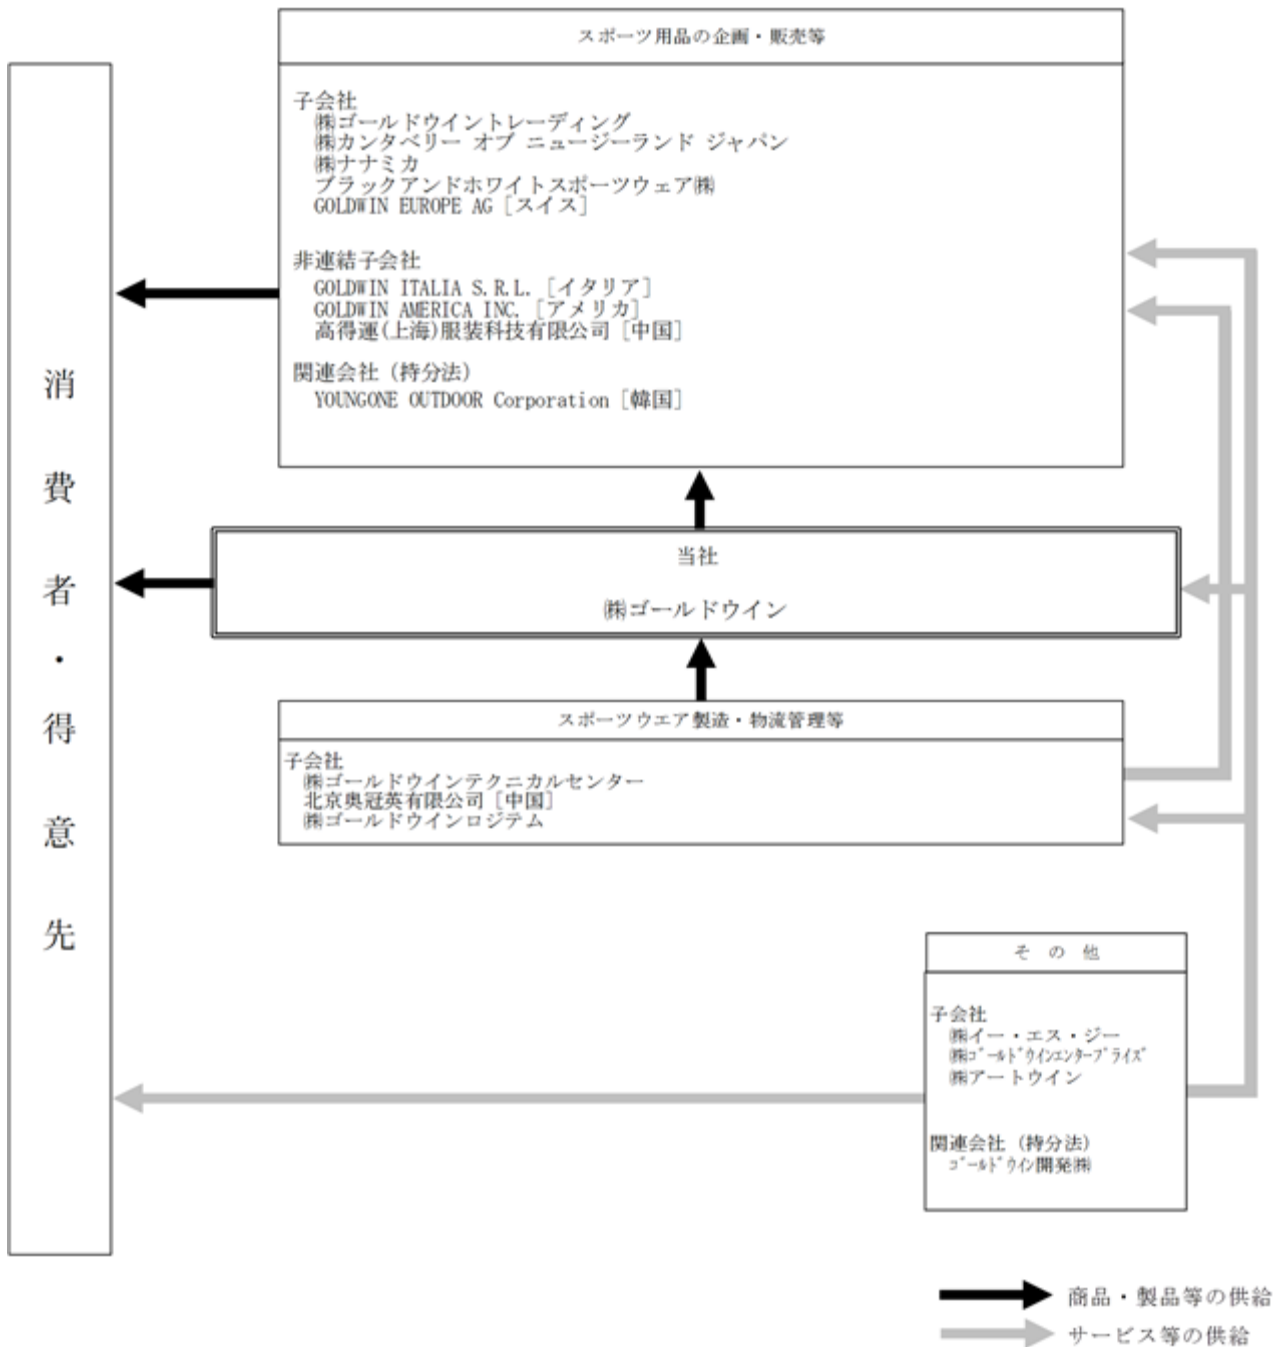 スポーツ用品の企画・販売等
子会社
㈱ゴールドウイントレーディング
㈱カンタベリー オブ ニュージーランド ジャパン
㈱ナナミカ
ブラックアンドホワイトスポーツウェア㈱
GOLDWIN EUROPE AG [スイス]
非連結子会社
GOLDWIN ITALIA S.R.L. [イタリア]
GOLDWIN AMERICA INC. [アメリカ]
高得運(上海)服装科技有限公司 [中国]
関連会社 (持分法)
YOUNGONE OUTDOOR Corporation [韓国]
消費者・得意先
当社
㈱ゴールドウイン
スポーツウエア製造・物流管理等
子会社
㈱ゴールドウインテクニカルセンター
北京奥冠英有限公司 [中国]
㈱ゴールドウインロジテム
その他
子会社
㈱イー・エス・ジー
㈱ｺﾞｰﾙﾄﾞｳｲﾝｴﾝﾀｰﾌﾟﾗｲｽﾞ
㈱アートウイン
関連会社 (持分法)
ｺﾞｰﾙﾄﾞｳｲﾝ開発㈱
商品・製品等の供給
サービス等の供給